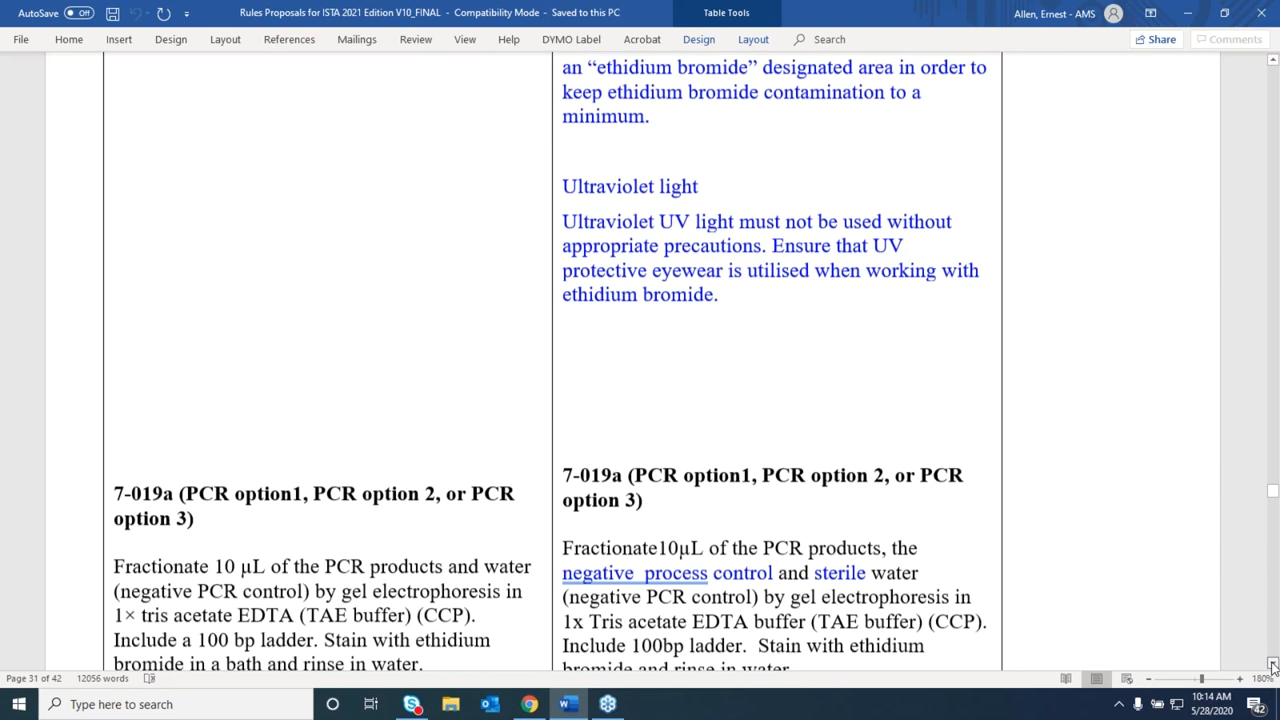 AutoSave Off Rules Proposals for ISTA 2021 Edition V10_FINAL - Compatibility Mode - Saved to this PC Table Tools Allen, Ernest - AMS
File Home Insert Design Layout References Mailings Review View Help DYMO Label Acrobat Design Layout Search Share Comments
an “ethidium bromide” designated area in order to
keep ethidium bromide contamination to a
minimum.
Ultraviolet light
Ultraviolet UV light must not be used without
appropriate precautions. Ensure that UV
protective eyewear is utilised when working with
ethidium bromide.
7-019a (PCR option1, PCR option 2, or PCR
option 3)
Fractionate 10 µL of the PCR products and water
(negative PCR control) by gel electrophoresis in
1× tris acetate EDTA (TAE buffer) (CCP).
Include a 100 bp ladder. Stain with ethidium
bromide in a bath and rinse in water.
7-019a (PCR option1, PCR option 2, or PCR
option 3)
Fractionate10µL of the PCR products, the
negative process control and sterile water
(negative PCR control) by gel electrophoresis in
1x Tris acetate EDTA buffer (TAE buffer) (CCP).
Include 100bp ladder. Stain with ethidium
bromide and rinse in water
Page 31 of 42 12056 words 180%
Type here to search 10:14 AM
5/28/2020 42